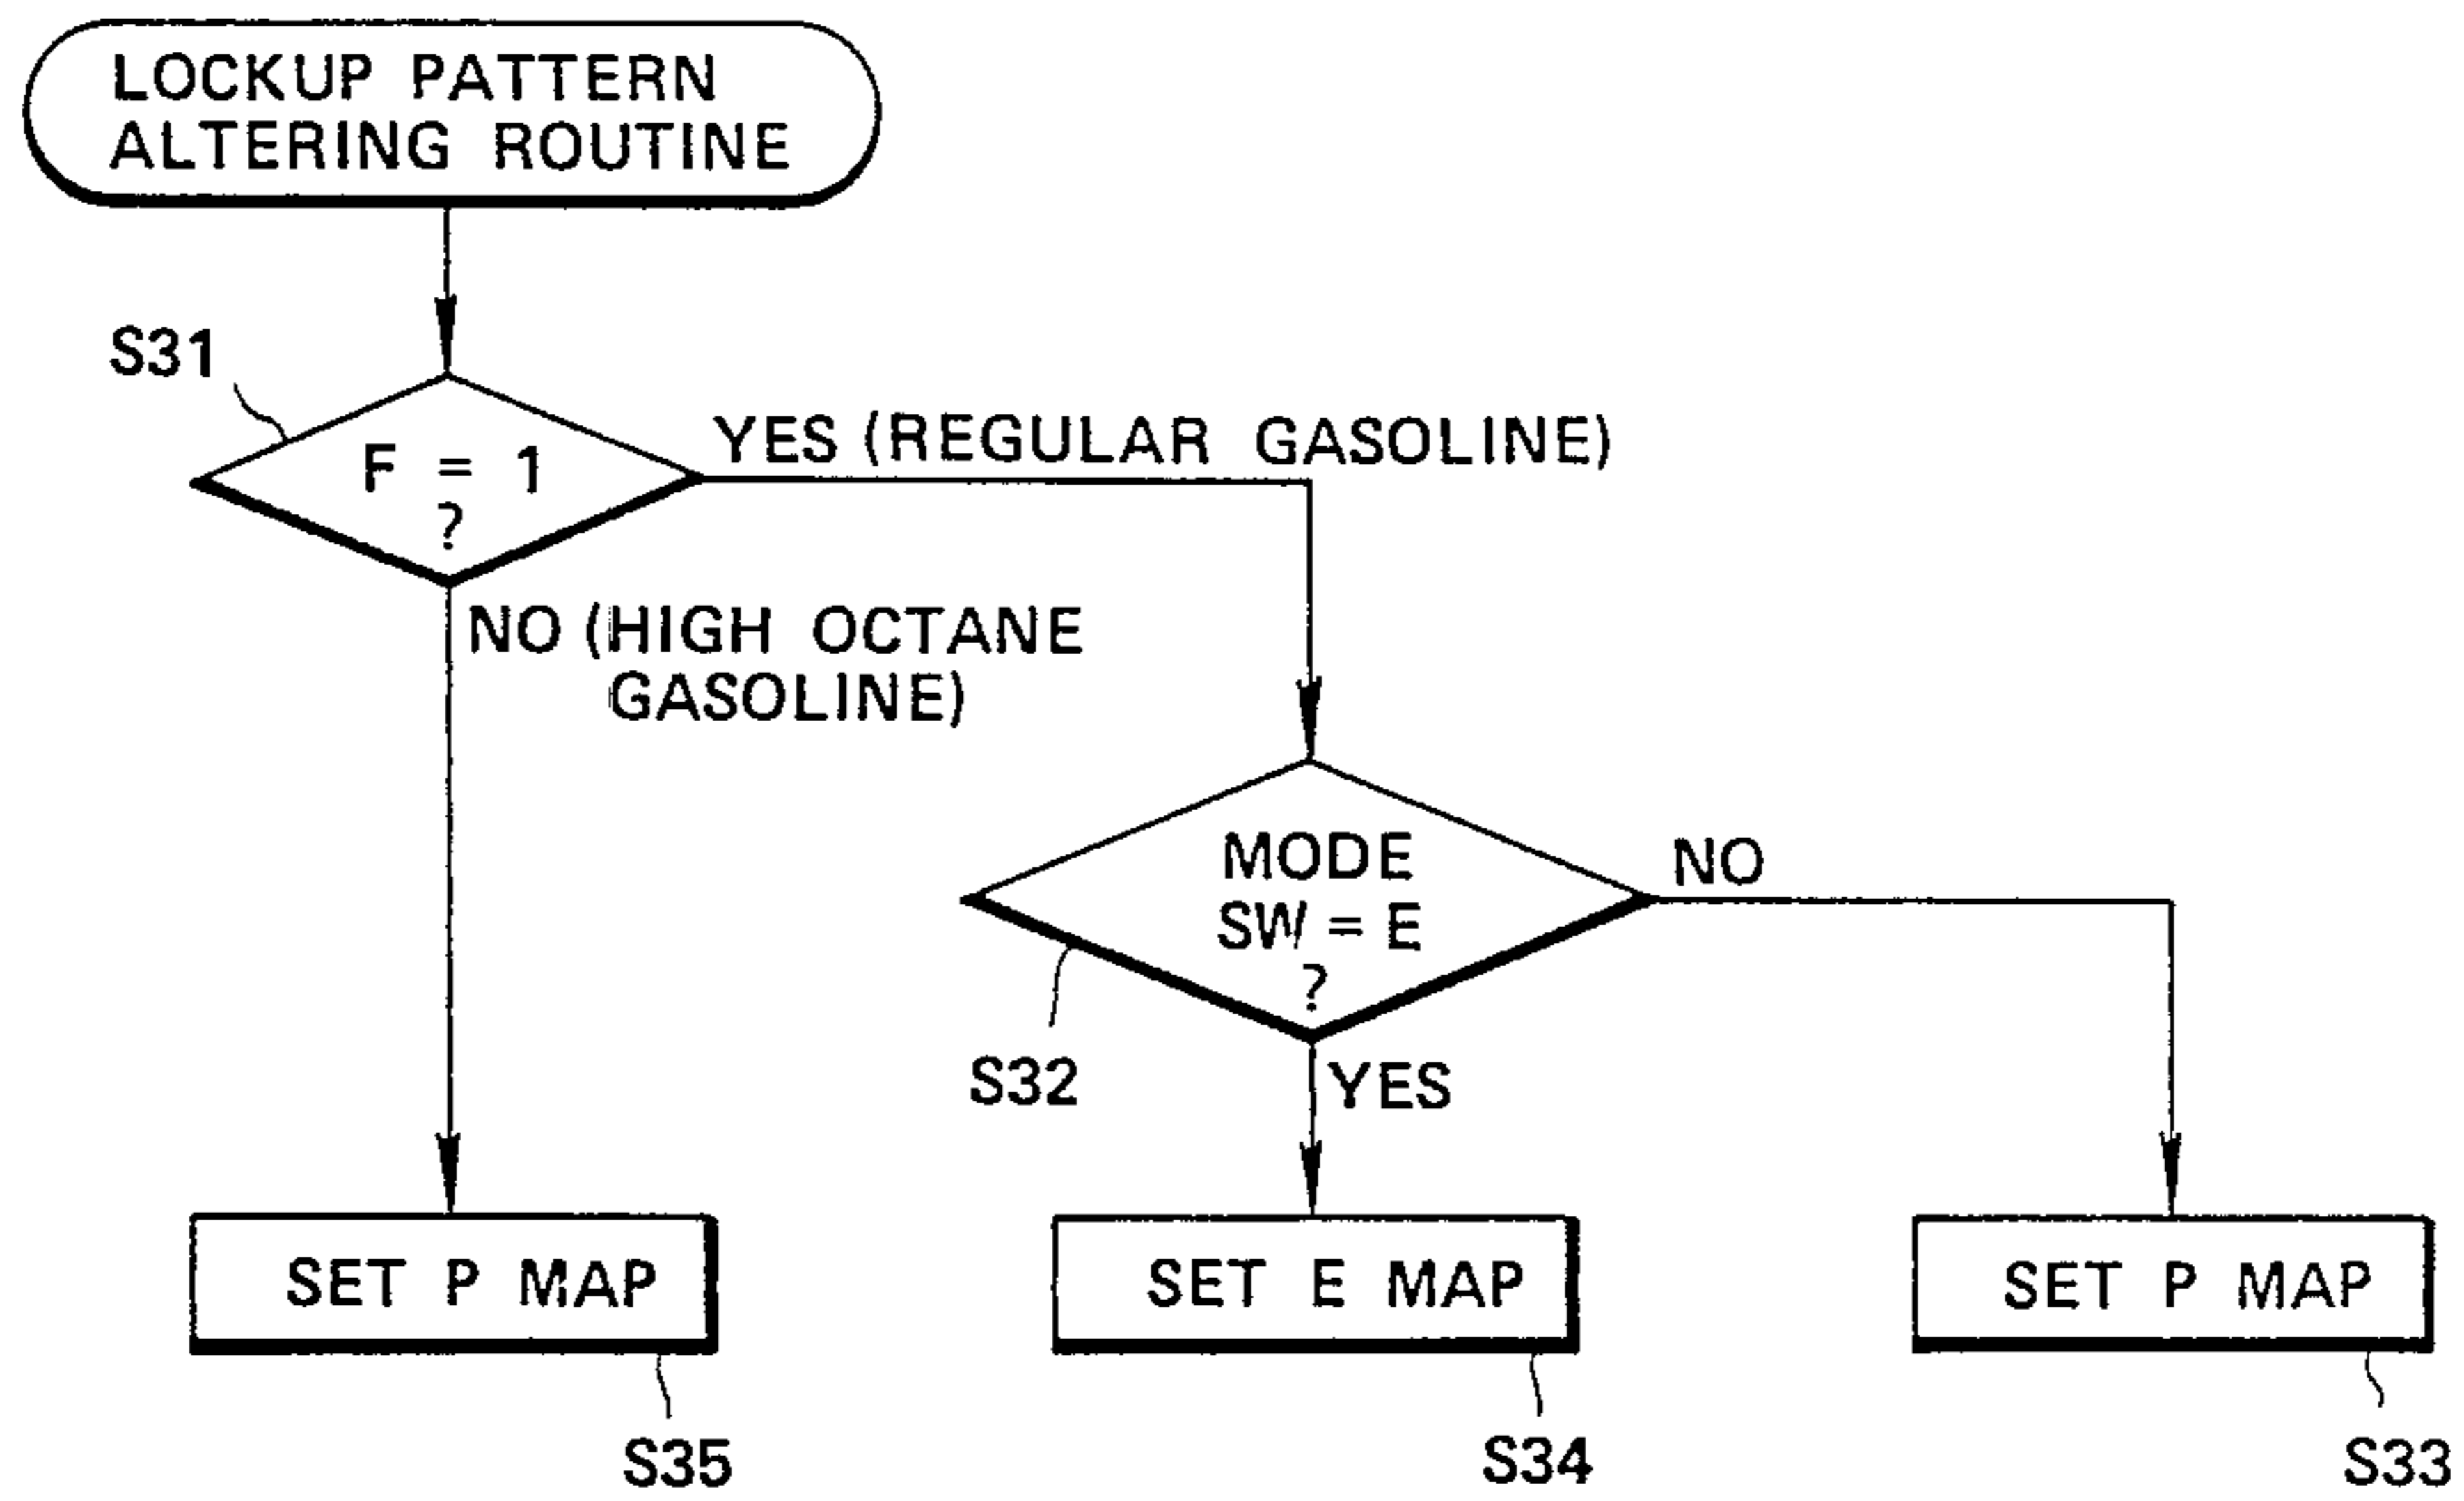 LOCKUP PATTERN
ALTERING ROUTINE
S31
F = 1
?
YES (REGULAR GASOLINE)
NO (HIGH OCTANE
GASOLINE)
MODE
SW = E
?
NO
S32
YES
SET P MAP
SET E MAP
SET P MAP
S35
S34
S33